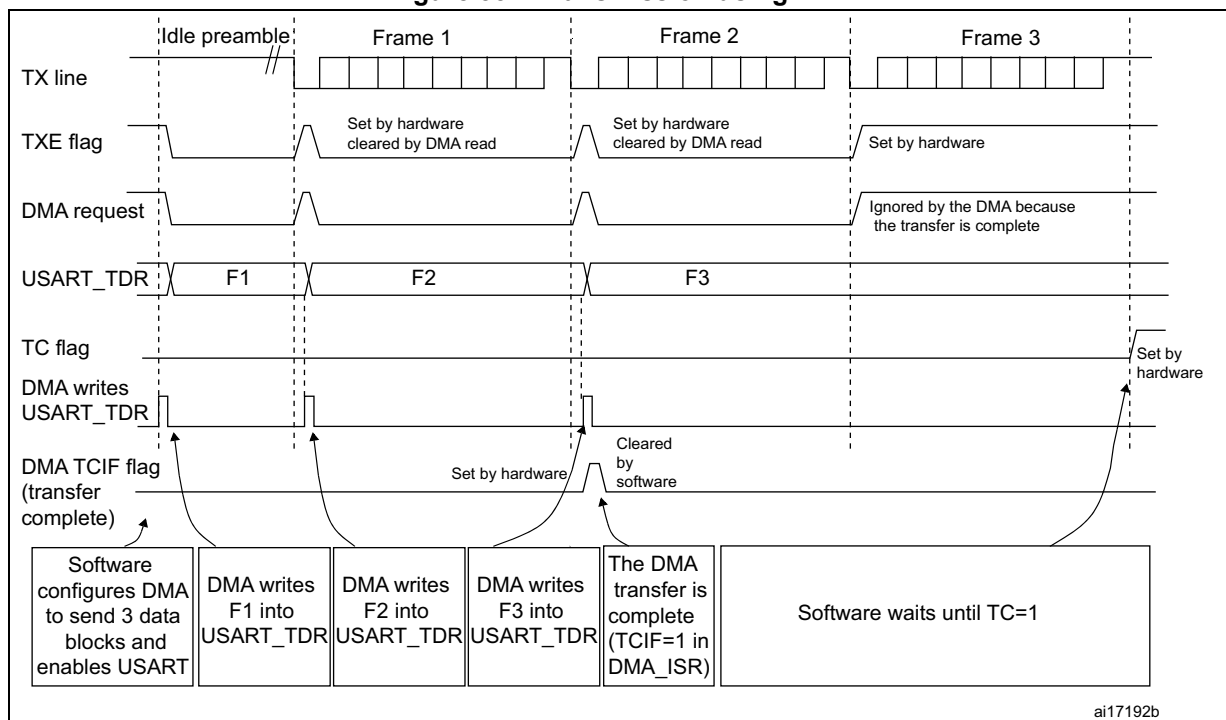 Idle preamble
Frame 1
Frame 2
Frame 3
TX line
TXE flag
Set by hardware
cleared by DMA read
Set by hardware
cleared by DMA read
Set by hardware
DMA request
Ignored by the DMA because
the transfer is complete
USART_TDR
F1
F2
F3
TC flag
Set by
hardware
DMA writes
USART_TDR
DMA TCIF flag
(transfer
complete)
Set by hardware
Cleared
by
software
Software
configures DMA
to send 3 data
blocks and
enables USART
DMA writes
F1 into
USART_TDR
DMA writes
F2 into
USART_TDR
DMA writes
F3 into
USART_TDR
The DMA
transfer is
complete
(TCIF=1 in
DMA_ISR)
Software waits until TC=1
ai17192b